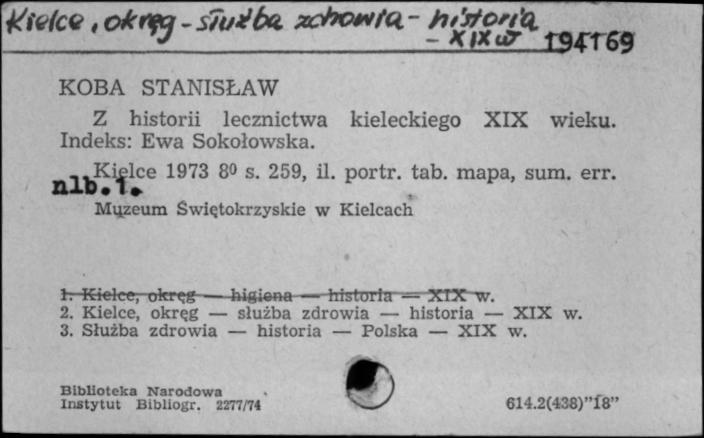 Kielce, okręg - służba zdrowia - historia
- XIX w 194169
KOBA STANISŁAW
Z historii lecznictwa kieleckiego XIX wieku.
Indeks: Ewa Sokołowska.
Kielce 1973 8⁰ s. 259, il. portr. tab. mapa, sum. err.
nlb. 1.
Muzeum Świętokrzyskie w Kielcach
1. Kielce, okręg — higiena — historia — XIX w.
2. Kielce, okręg — służba zdrowia — historia — XIX w.
3. Służba zdrowia — historia — Polska — XIX w.
Biblioteka Narodowa
Instytut Bibliogr. 2277/74
614.2(438)"18"